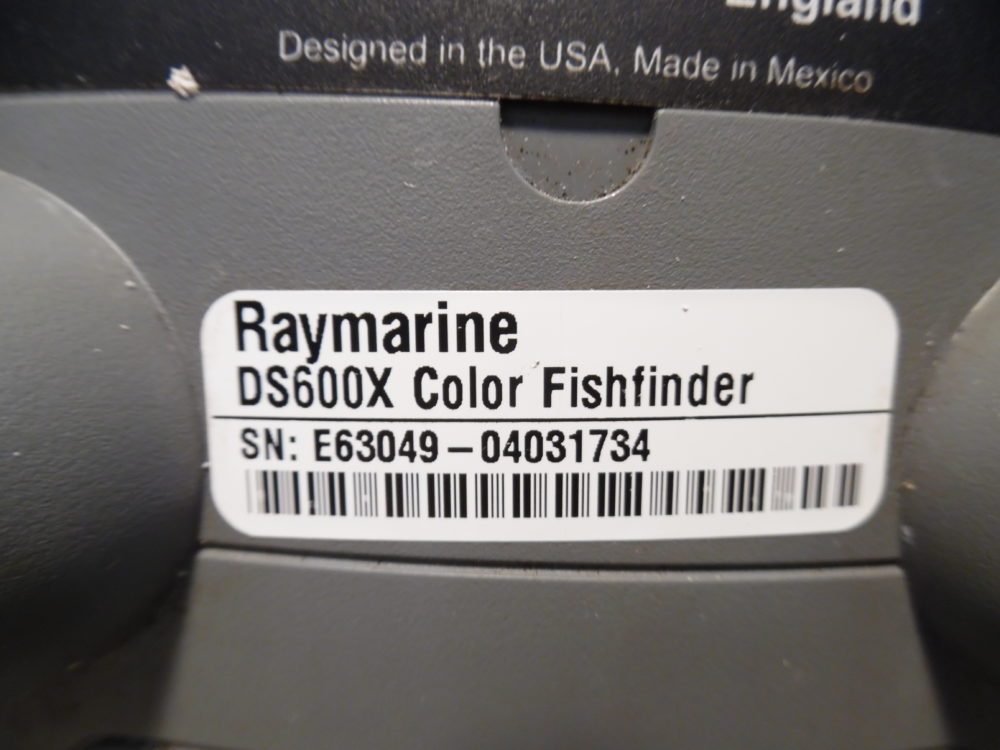 England
Designed in the USA, Made in Mexico
Raymarine
DS600X Color Fishfinder
SN: E63049-04031734